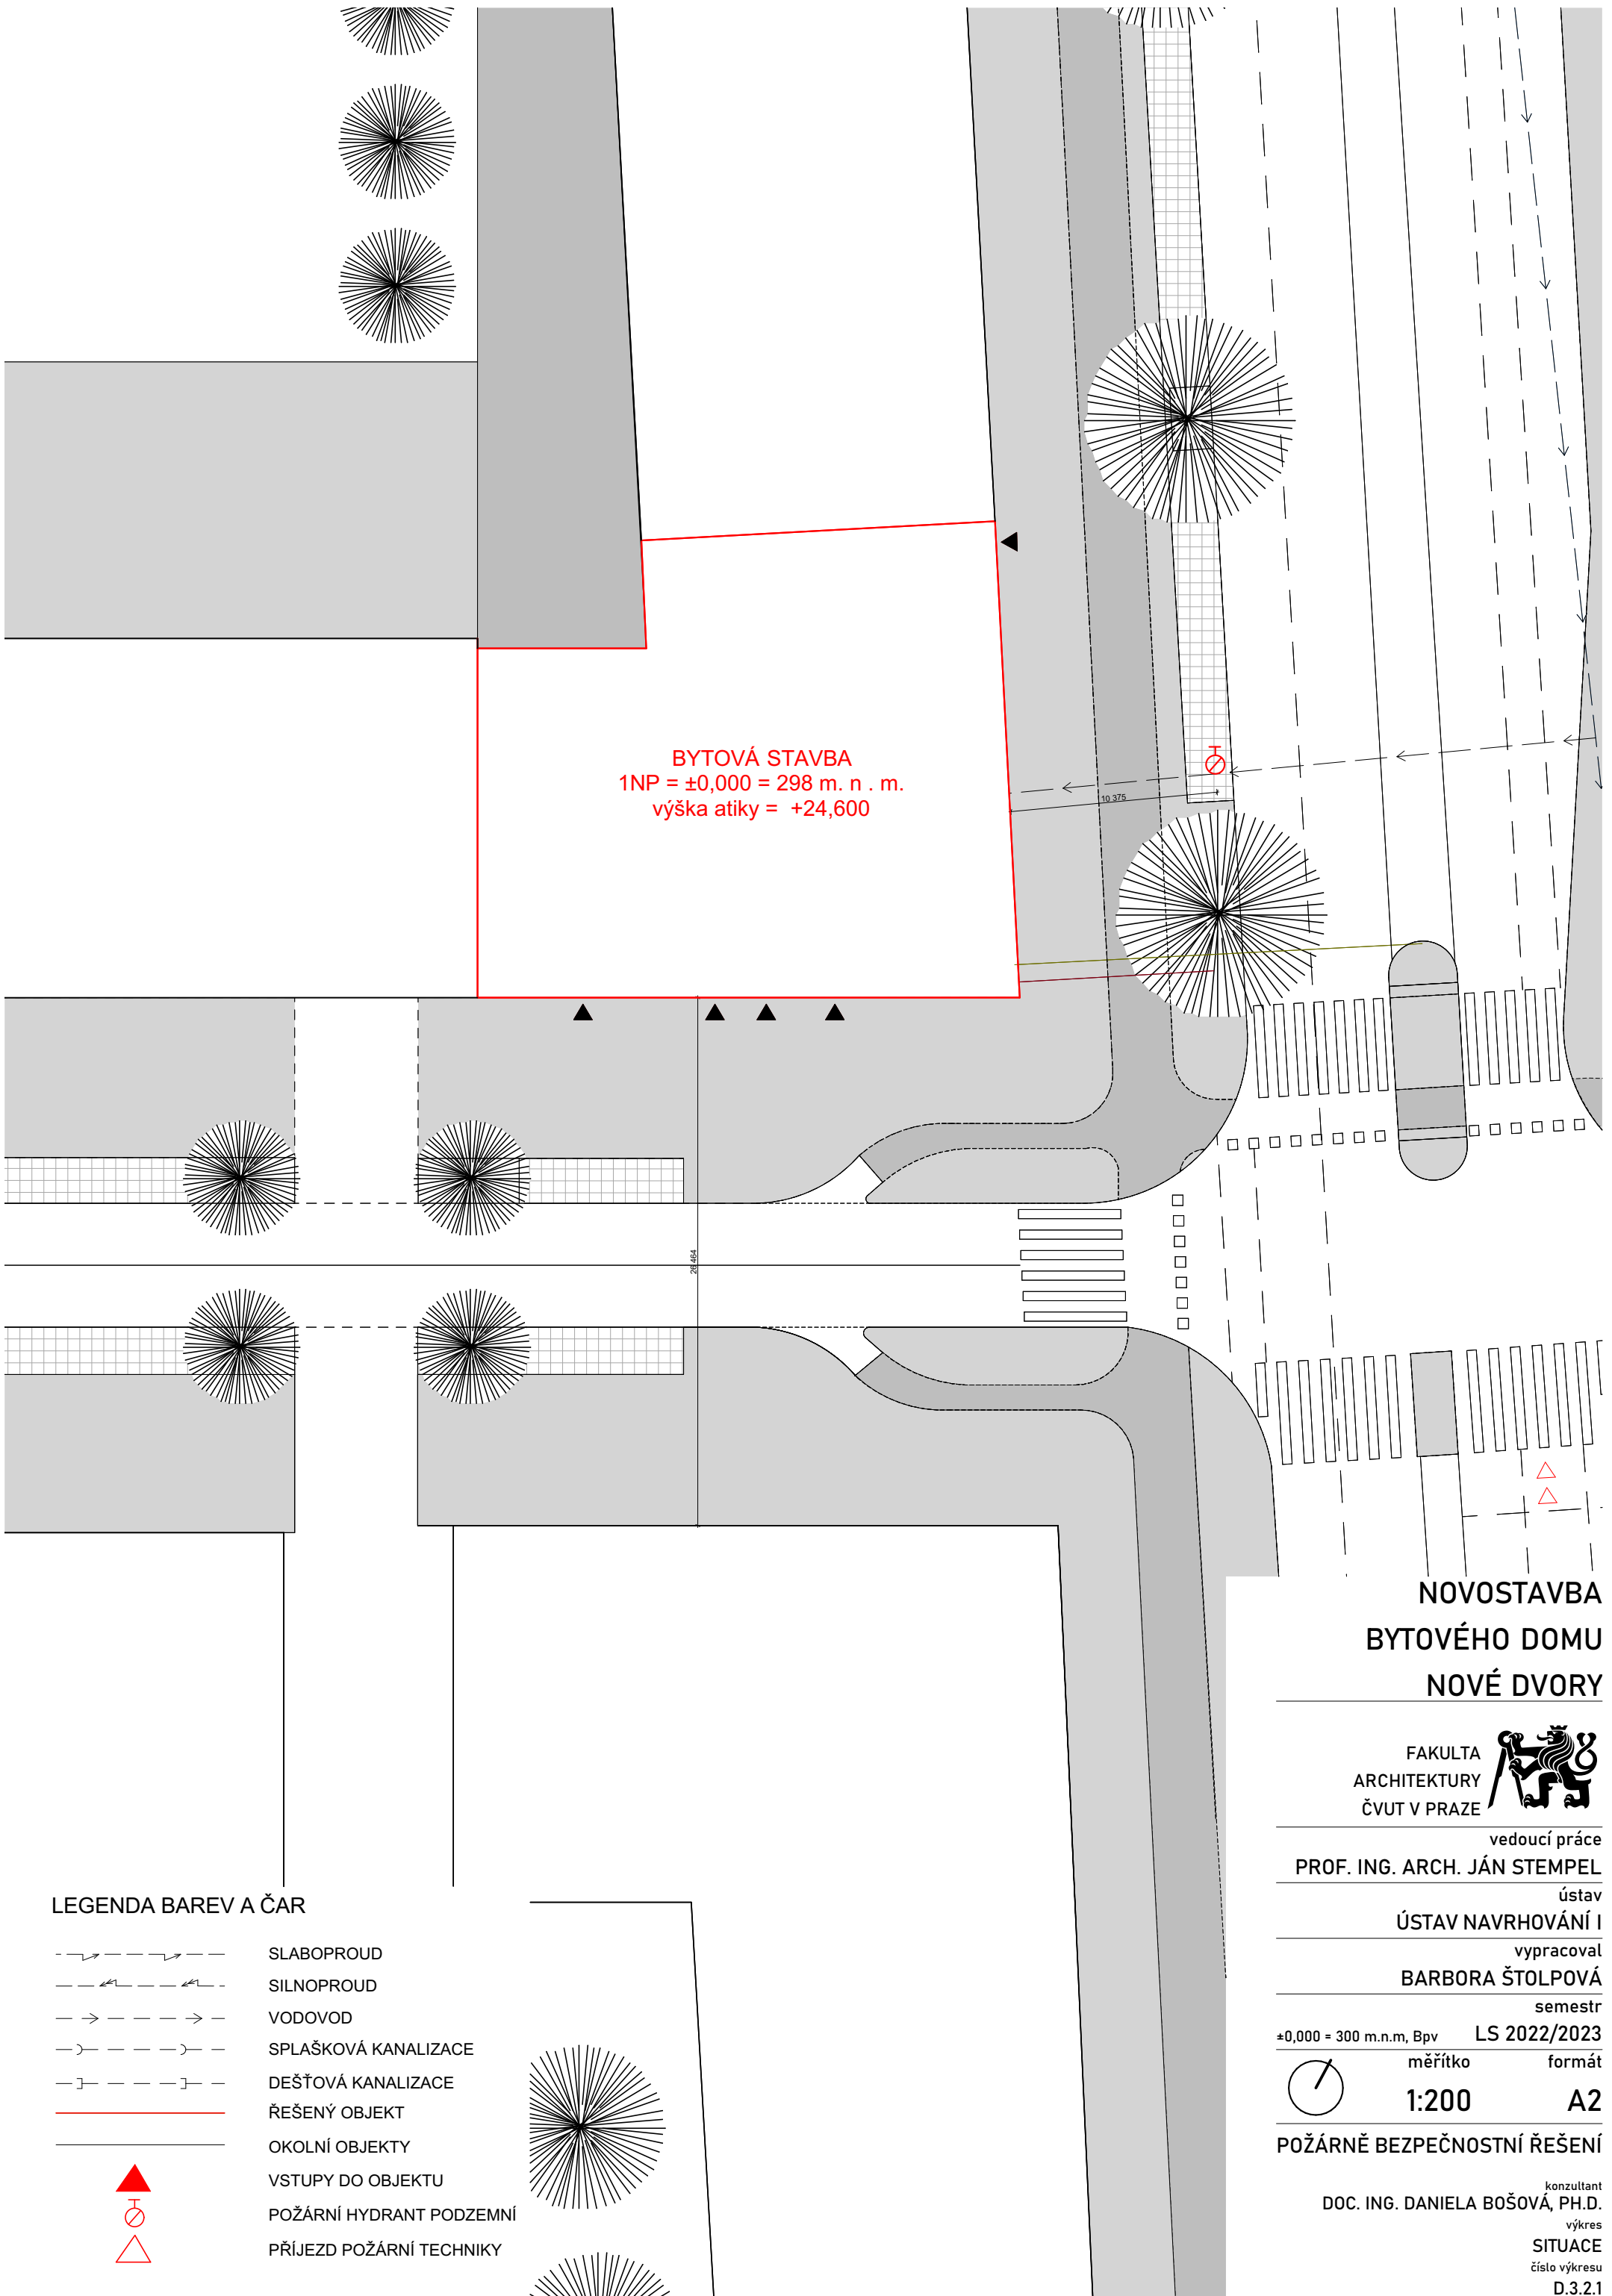 BYTOVÁ STAVBA
1NP = ±0,000 = 298 m. n . m.
výška atiky = +24,600
10 375
26 464
NOVOSTAVBA
BYTOVÉHO DOMU
NOVÉ DVORY
FAKULTA
ARCHITEKTURY
ČVUT V PRAZE
vedoucí práce
PROF. ING. ARCH. JÁN STEMPEL
ústav
ÚSTAV NAVRHOVÁNÍ I
vypracoval
BARBORA ŠTOLPOVÁ
semestr
±0,000 = 300 m.n.m, Bpv LS 2022/2023
měřítko formát
1:200 A2
POŽÁRNĚ BEZPEČNOSTNÍ ŘEŠENÍ
konzultant
DOC. ING. DANIELA BOŠOVÁ, PH.D.
výkres
SITUACE
číslo výkresu
D.3.2.1
LEGENDA BAREV A ČAR
SLABOPROUD
SILNOPROUD
VODOVOD
SPLAŠKOVÁ KANALIZACE
DEŠŤOVÁ KANALIZACE
ŘEŠENÝ OBJEKT
OKOLNÍ OBJEKTY
VSTUPY DO OBJEKTU
POŽÁRNÍ HYDRANT PODZEMNÍ
PŘÍJEZD POŽÁRNÍ TECHNIKY